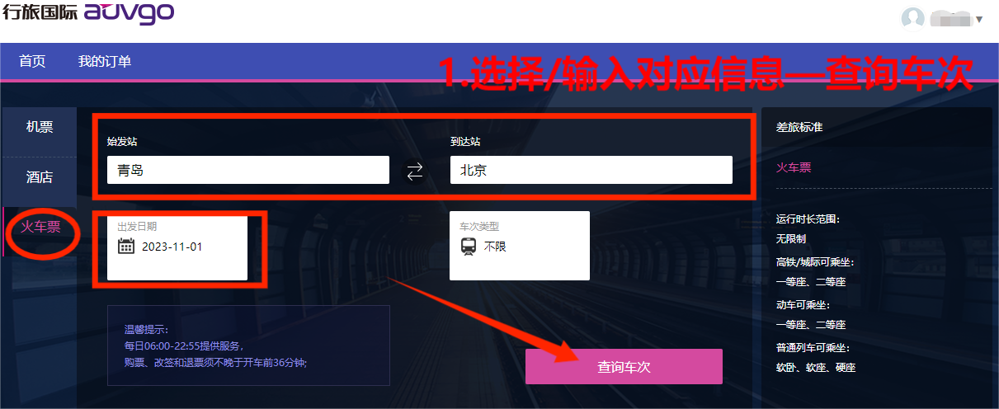 行旅国际 auvgo
首页 我的订单
1.选择/输入对应信息—查询车次
机票
酒店
火车票
始发站
青岛
到达站
北京
出发日期
2023-11-01
车次类型
不限
温馨提示：
每日06:00-22:55提供服务，
购票、改签和退票须不晚于开车前36分钟;
查询车次
差旅标准
火车票
运行时长范围：
无限制
高铁/城际可乘坐：
一等座、二等座
动车可乘坐：
一等座、二等座
普通列车可乘坐：
软卧、软座、硬座